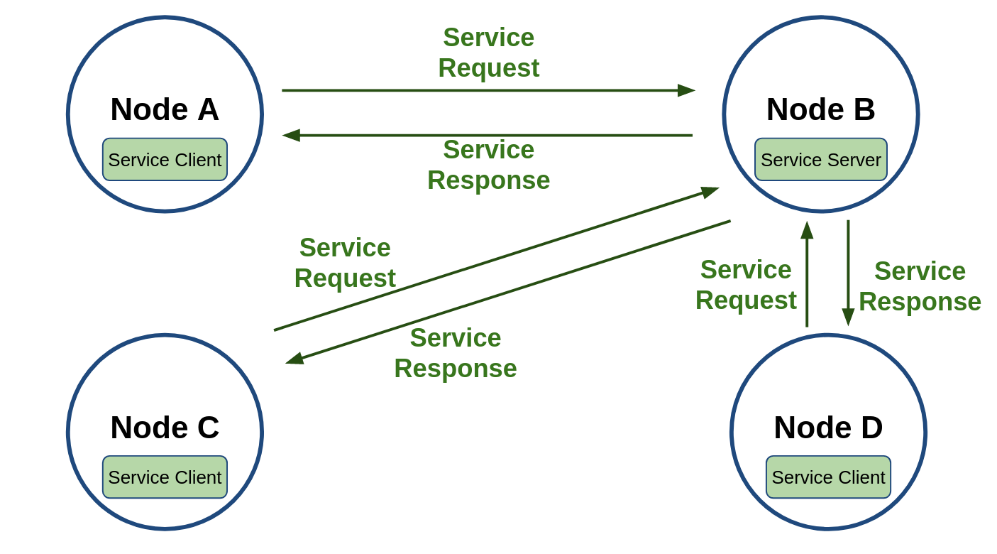 Service
Request
Node A
Service Client
Node B
Service Server
Service
Response
Service
Request
Service
Request
Service
Response
Service
Response
Node C
Service Client
Node D
Service Client